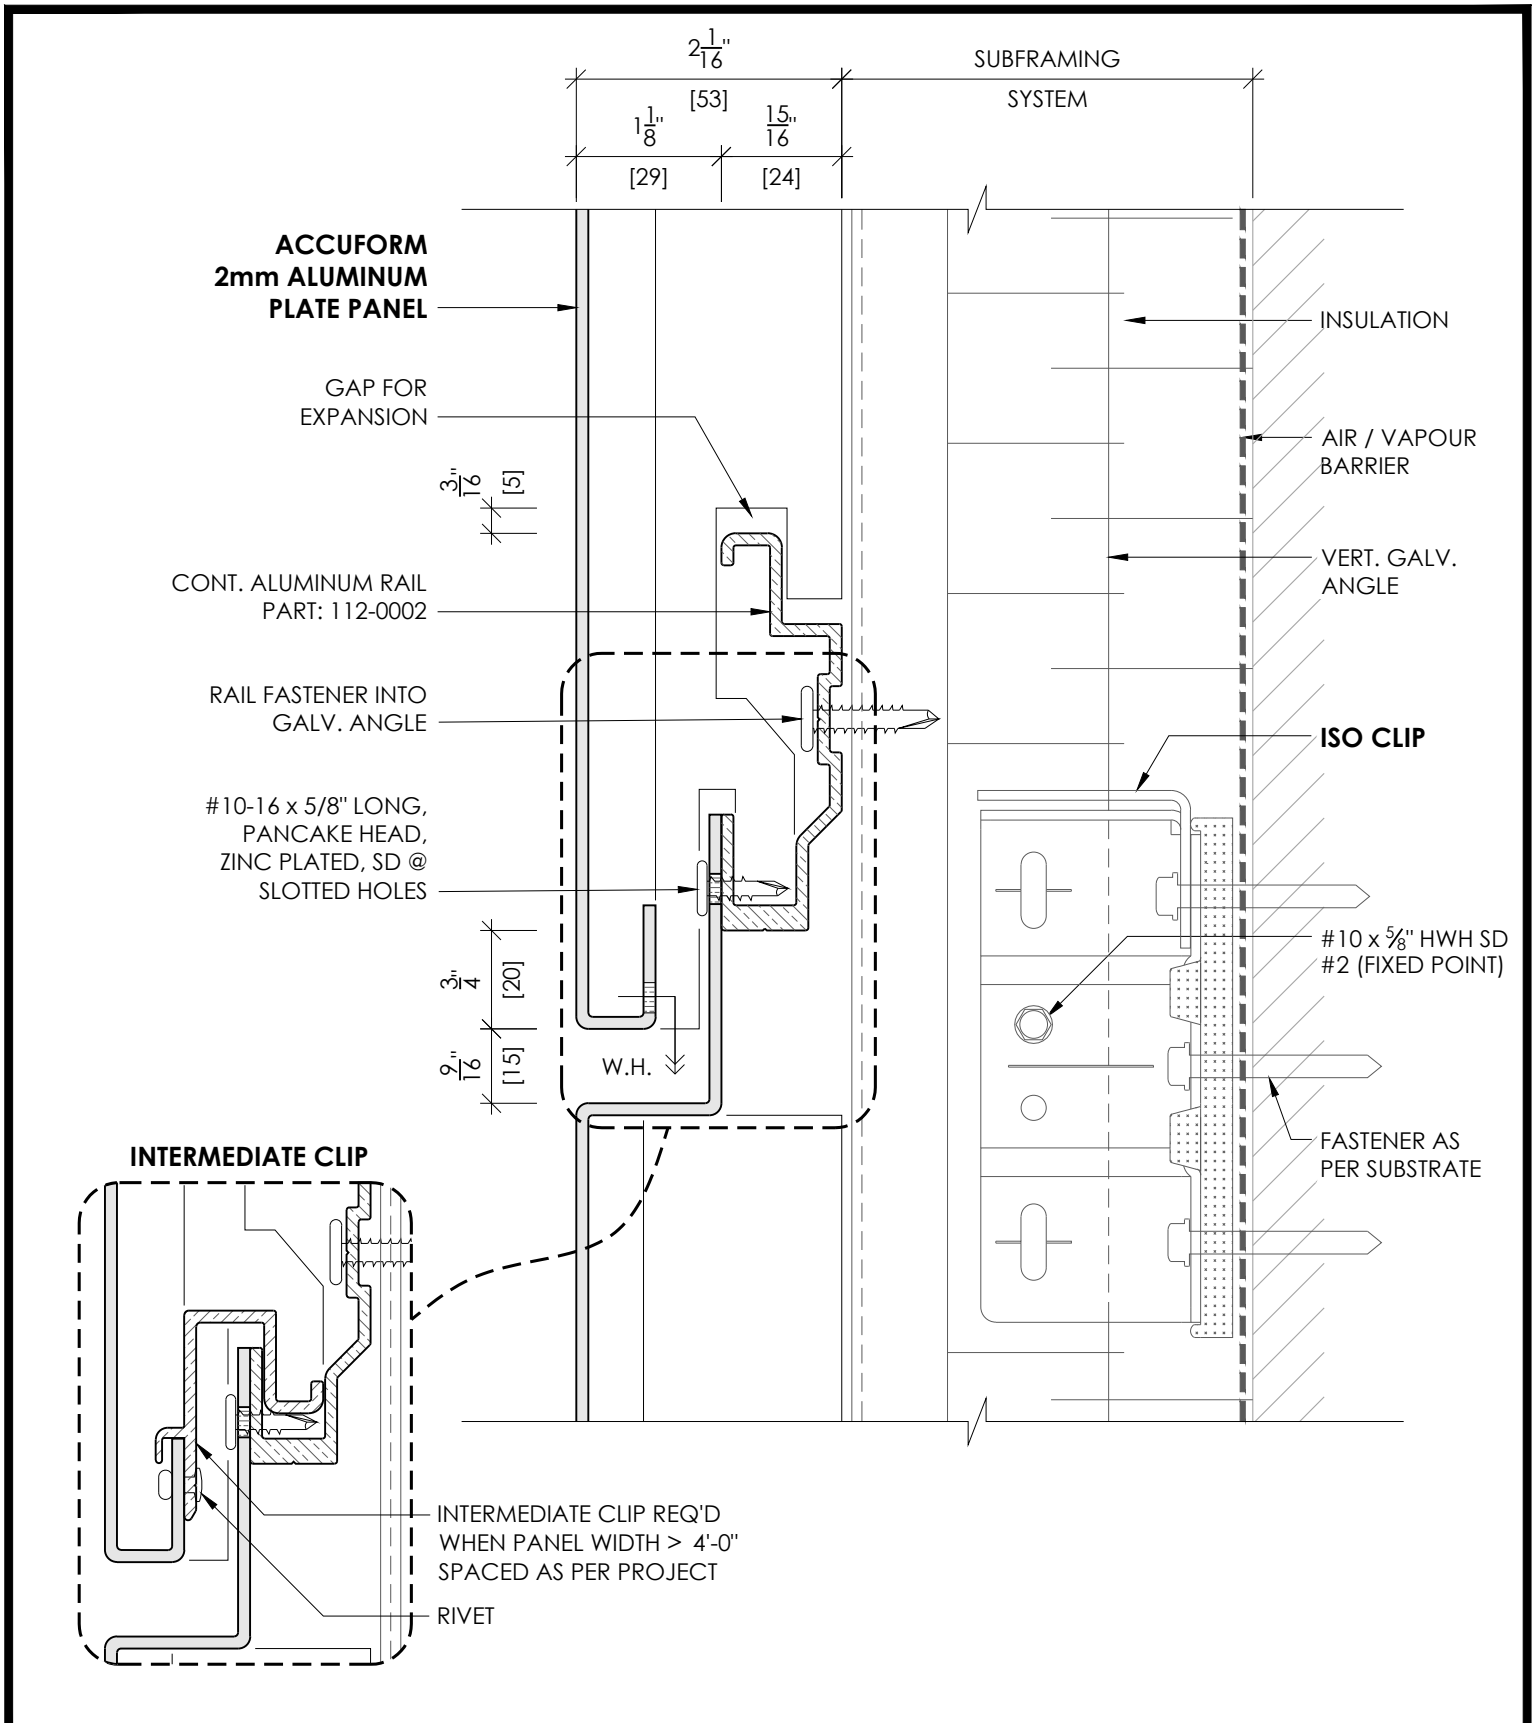 2 1/16"
[53]
SUBFRAMING
SYSTEM
1 1/8"
[29]
15/16"
[24]
ACCUFORM
2mm ALUMINUM
PLATE PANEL
GAP FOR
EXPANSION
3/16"
[5]
CONT. ALUMINUM RAIL
PART: 112-0002
RAIL FASTENER INTO
GALV. ANGLE
#10-16 x 5/8" LONG,
PANCAKE HEAD,
ZINC PLATED, SD @
SLOTTED HOLES
3/4"
[20]
9/16"
[15]
W.H.
INSULATION
AIR / VAPOUR
BARRIER
VERT. GALV.
ANGLE
ISO CLIP
#10 x 5/8" HWH SD
#2 (FIXED POINT)
FASTENER AS
PER SUBSTRATE
INTERMEDIATE CLIP
INTERMEDIATE CLIP REQ'D
WHEN PANEL WIDTH > 4'-0"
SPACED AS PER PROJECT
RIVET